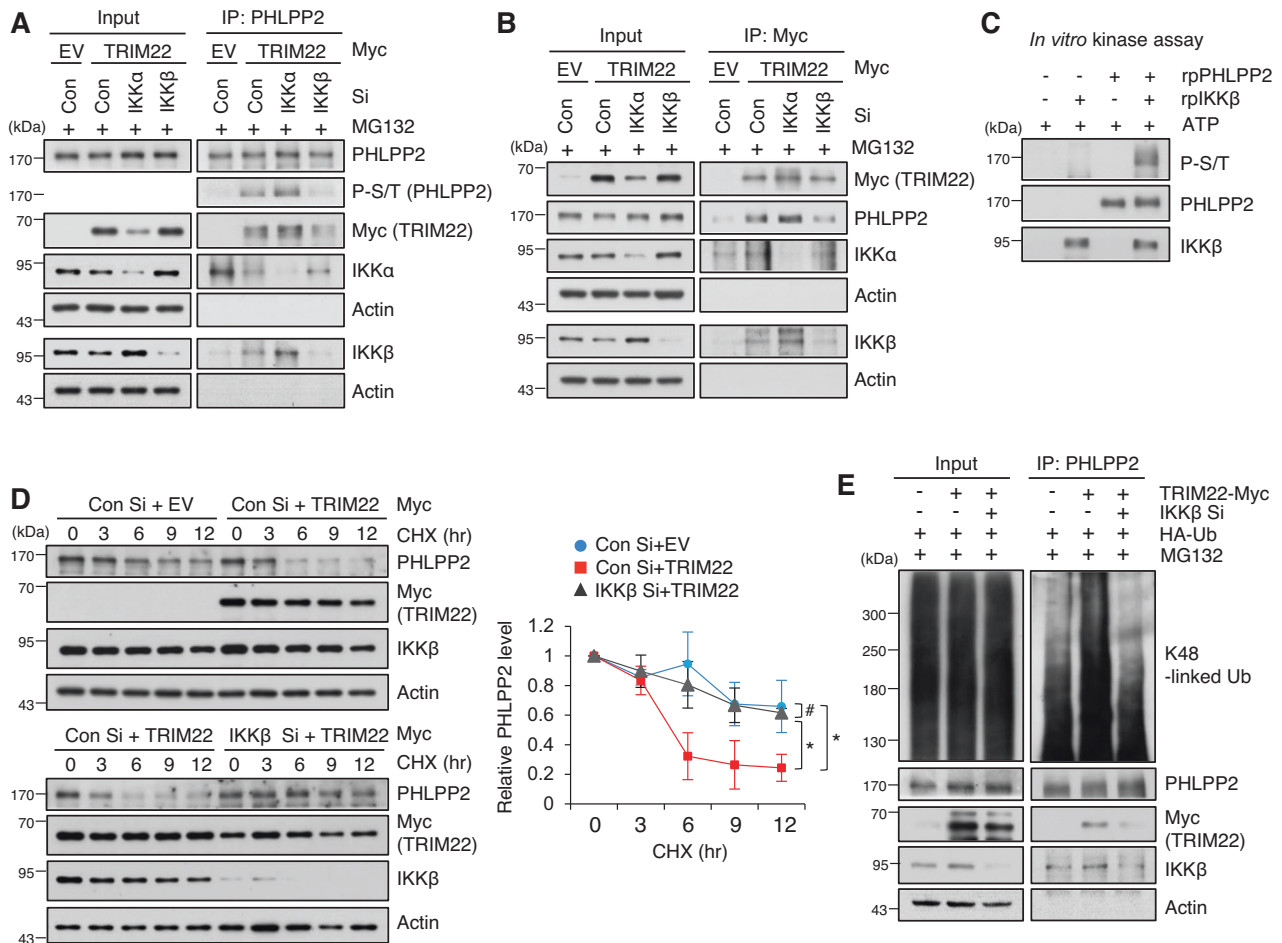 A
Input IP: PHLPP2
EV TRIM22 EV TRIM22 Myc
Con Con IKKα IKKβ Con Con IKKα IKKβ Si
(kDa) + + + + + + + + MG132
170 PHLPP2
P-S/T (PHLPP2)
170
70 Myc (TRIM22)
95 IKKα
Actin
43
95 IKKβ
Actin
43
B
Input IP: Myc
EV TRIM22 EV TRIM22 Myc
Con Con IKKα IKKβ Con Con IKKα IKKβ Si
(kDa) + + + + + + + + MG132
70 Myc (TRIM22)
170 PHLPP2
95 IKKα
Actin
43
95 IKKβ
Actin
43
C
In vitro kinase assay
- - + + rpPHLPP2
- + - + rpIKKβ
(kDa) + + + + ATP
170 P-S/T
170 PHLPP2
95 IKKβ
D
Con Si + EV Con Si + TRIM22 Myc
(kDa) 0 3 6 9 12 0 3 6 9 12 CHX (hr)
170 PHLPP2
70 Myc
(TRIM22)
95 IKKβ
Actin
43
Con Si + TRIM22 IKKβ Si + TRIM22 Myc
0 3 6 9 12 0 3 6 9 12 CHX (hr)
170 PHLPP2
70 Myc
(TRIM22)
95 IKKβ
Actin
43
Con Si+EV
Con Si+TRIM22
IKKβ Si+TRIM22
Relative PHLPP2 level
1.2
1
0.8
0.6
0.4
0.2
0
# * *
0 3 6 9 12
CHX (hr)
E
Input IP: PHLPP2
- + + - + + TRIM22-Myc
- - + - - + IKKβ Si
+ + + + + + HA-Ub
(kDa) + + + + + + MG132
300
250
K48
-linked Ub
180
130
170 PHLPP2
70 Myc
(TRIM22)
95 IKKβ
43 Actin